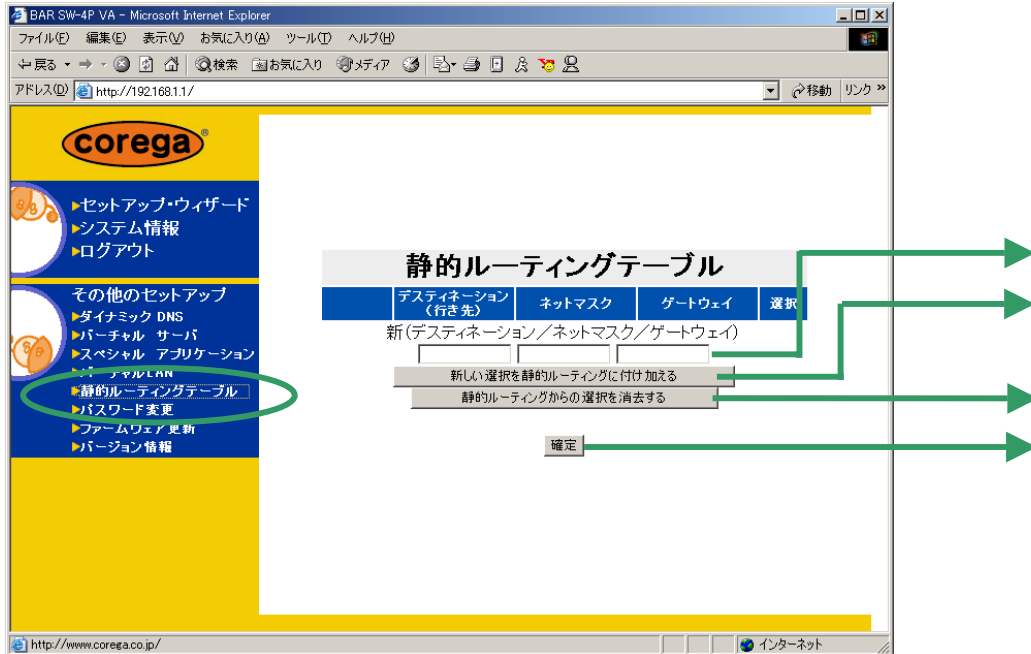 BAR SW-4P VA - Microsoft Internet Explorer
ファイル(F) 編集(E) 表示(V) お気に入り(A) ツール(T) ヘルプ(H)
戻る 検索 お気に入り メディア
アドレス(D) http://192.168.1.1/ 移動 リンク »
corega®
セットアップ・ウィザード
システム情報
ログアウト
その他のセットアップ
ダイナミック DNS
バーチャル サーバ
スペシャル アプリケーション
バーチャルLAN
静的ルーティングテーブル
パスワード変更
ファームウェア更新
バージョン情報
静的ルーティングテーブル
デスティネーション
(行き先) ネットマスク ゲートウェイ 選択
新(デスティネーション/ネットマスク/ゲートウェイ)
新しい選択を静的ルーティングに付け加える
静的ルーティングからの選択を消去する
確定
http://www.corega.co.jp/ インターネット